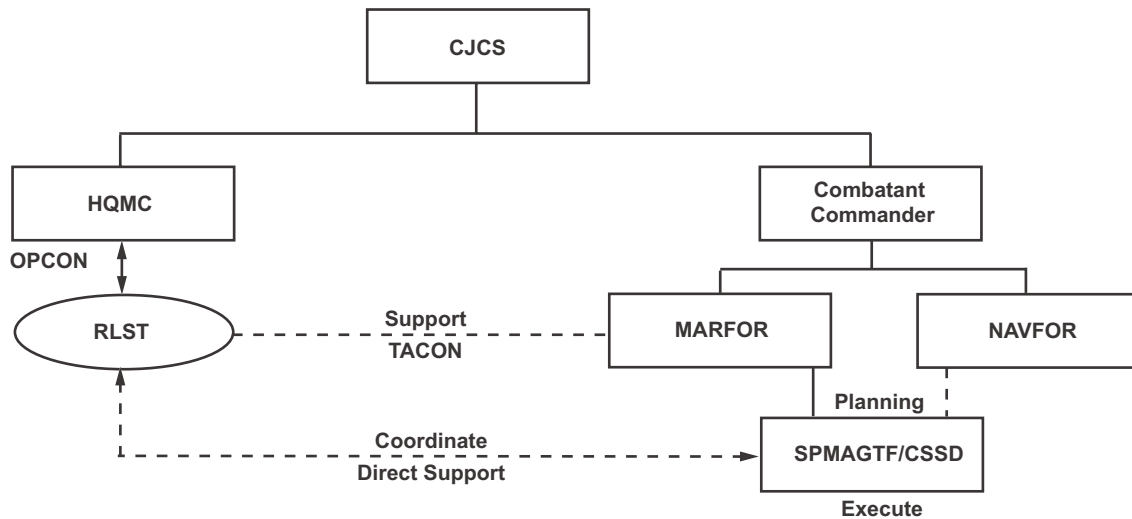 CJCS
HQMC
Combatant
Commander
OPCON
RLST
Support
TACON
MARFOR
NAVFOR
Planning
Coordinate
Direct Support
SPMAGTF/CSSD
Execute